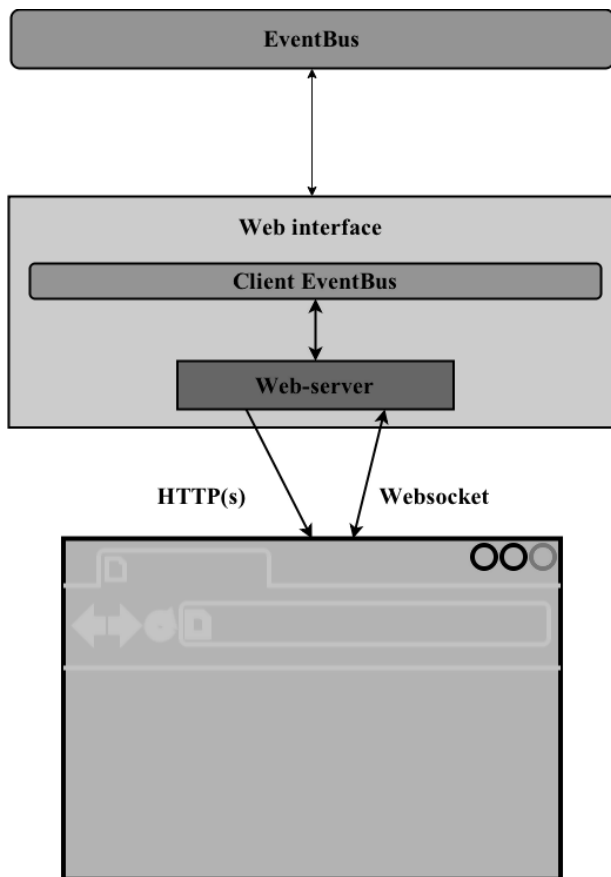 EventBus
Web interface
Client EventBus
Web-server
HTTP(s)
Websocket